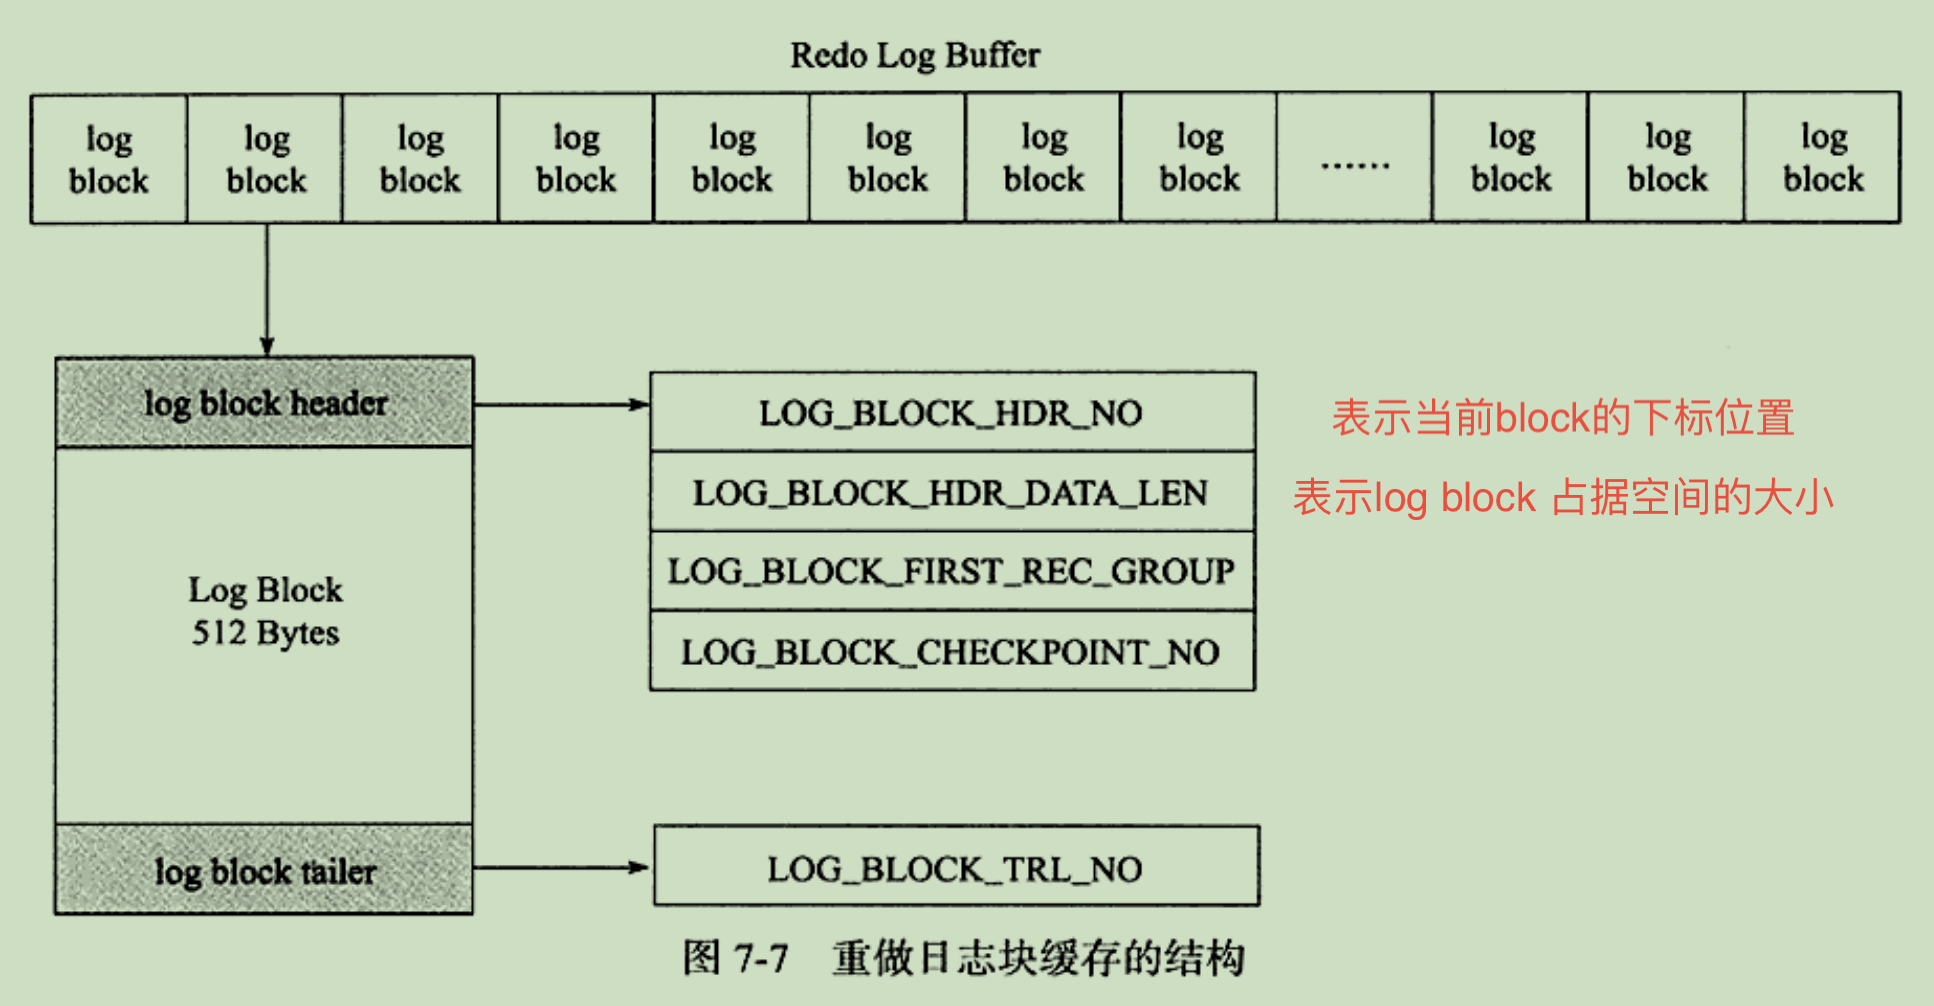 Redo Log Buffer
log log log log log log log log log log log
block block block block block block block block ...... block block block
log block header
LOG_BLOCK_HDR_NO
表示当前block的下标位置
LOG_BLOCK_HDR_DATA_LEN
表示log block 占据空间的大小
LOG_BLOCK_FIRST_REC_GROUP
Log Block
512 Bytes
LOG_BLOCK_CHECKPOINT_NO
log block tailer
LOG_BLOCK_TRL_NO
图 7-7 重做日志块缓存的结构